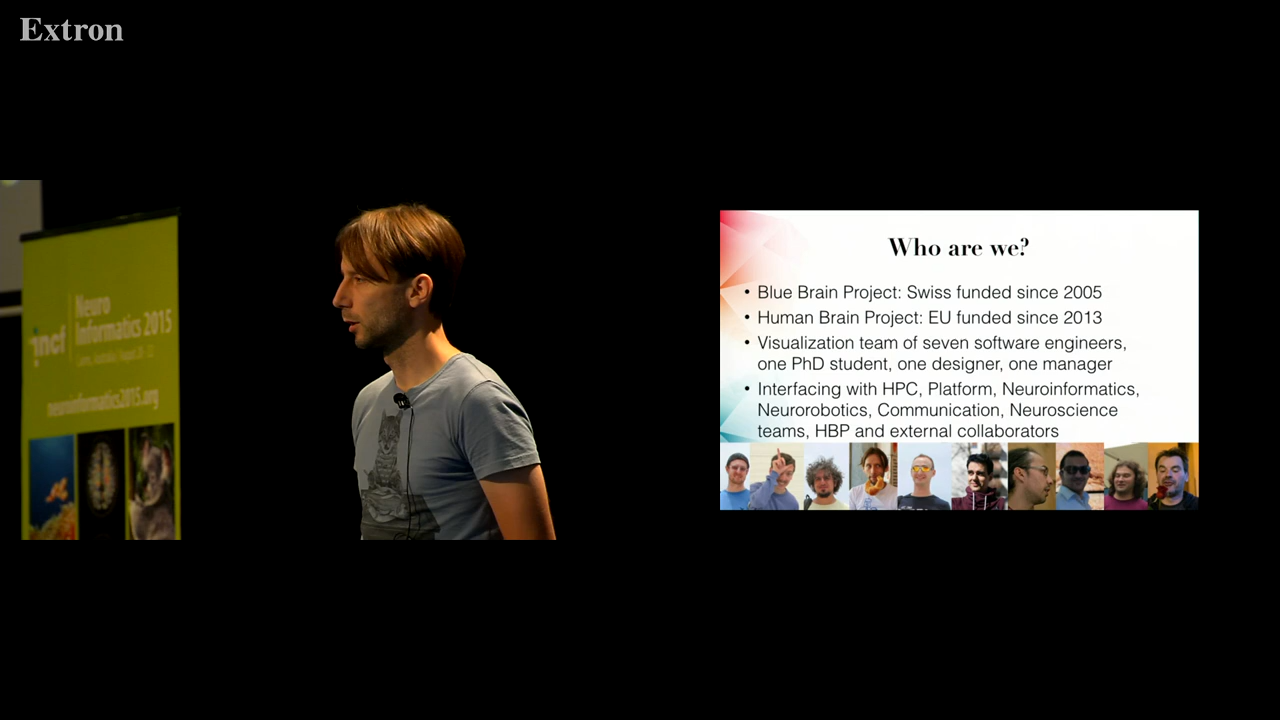 Extron
incf
Neuro
Informatics 2015
neuroinformatics2015.org
Who are we?
• Blue Brain Project: Swiss funded since 2005
• Human Brain Project: EU funded since 2013
• Visualization team of seven software engineers,
one PhD student, one designer, one manager
• Interfacing with HPC, Platform, Neuroinformatics,
Neurorobotics, Communication, Neuroscience
teams, HBP and external collaborators